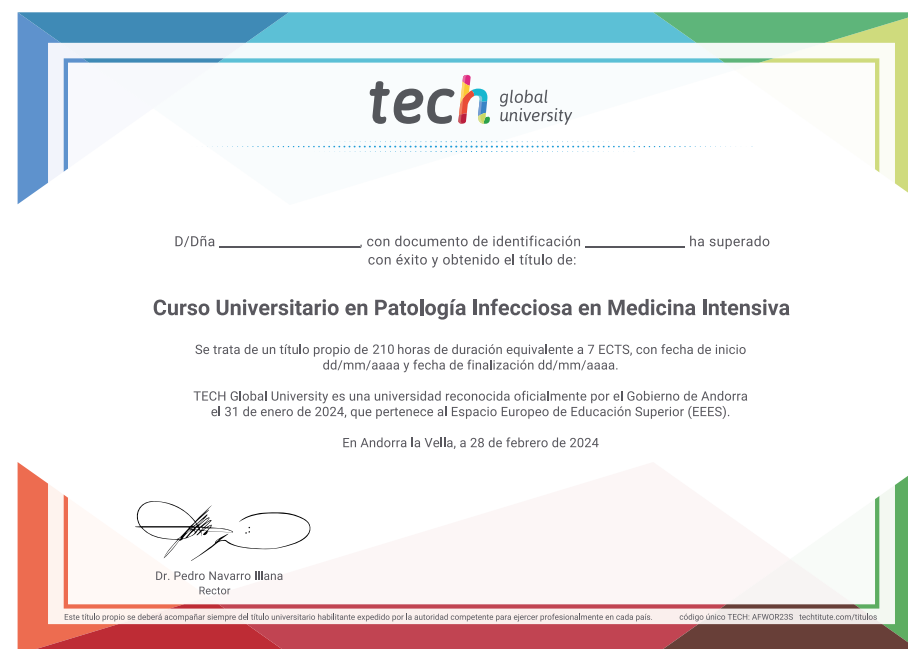 tech global university
D/Dña ______________, con documento de identificación __________ ha superado
con éxito y obtenido el título de:
Curso Universitario en Patología Infecciosa en Medicina Intensiva
Se trata de un título propio de 210 horas de duración equivalente a 7 ECTS, con fecha de inicio
dd/mm/aaaa y fecha de finalización dd/mm/aaaa.
TECH Global University es una universidad reconocida oficialmente por el Gobierno de Andorra
el 31 de enero de 2024, que pertenece al Espacio Europeo de Educación Superior (EEES).
En Andorra la Vella, a 28 de febrero de 2024
Dr. Pedro Navarro Illana
Rector
Este título propio se deberá acompañar siempre del título universitario habilitante expedido por la autoridad competente para ejercer profesionalmente en cada país. código único TECH: AFWOR23S techtitute.com/titulos